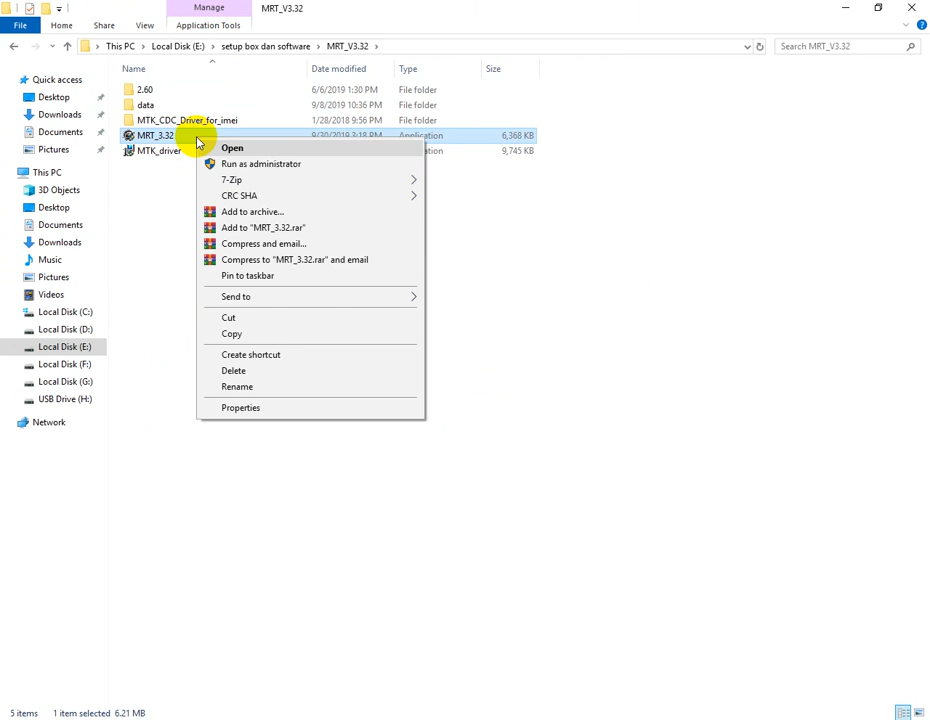 Manage
MRT_V3.32
File
Home
Share
View
Application Tools
This PC
Local Disk (E:)
setup box dan software
MRT_V3.32
Search MRT_V3.32
Name
Date modified
Type
Size
Quick access
Desktop
Downloads
Documents
Pictures
This PC
3D Objects
Desktop
Documents
Downloads
Music
Pictures
Videos
Local Disk (C:)
Local Disk (D:)
Local Disk (E:)
Local Disk (F:)
Local Disk (G:)
USB Drive (H:)
Network
2.60 6/6/2019 1:30 PM File folder
data 9/8/2019 10:36 PM File folder
MTK_CDC_Driver_for_imei 1/28/2018 9:56 PM File folder
MRT_3.32 9/30/2019 3:18 PM Application 6,368 KB
MTK_driver 9,745 KB
Open
Run as administrator
7-Zip
CRC SHA
Add to archive...
Add to "MRT_3.32.rar"
Compress and email...
Compress to "MRT_3.32.rar" and email
Pin to taskbar
Send to
Cut
Copy
Create shortcut
Delete
Rename
Properties
5 items 1 item selected 6.21 MB